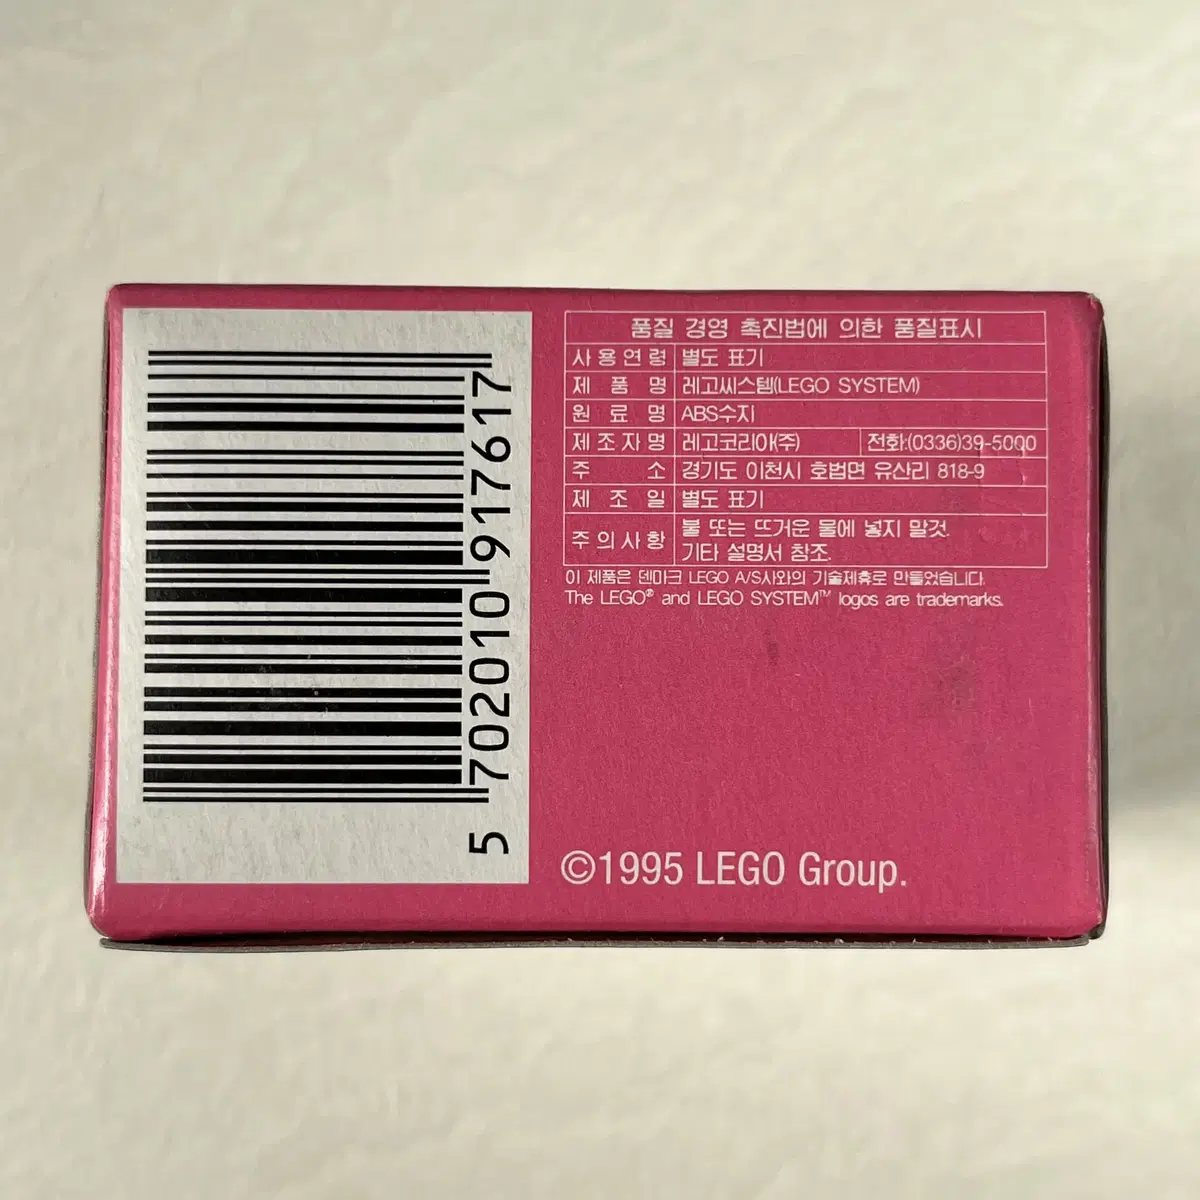 5 702010 917617
품질 경영 촉진법에 의한 품질표시
사용연령 별도 표기
제 품 명 레고씨스템(LEGO SYSTEM)
원 료 명 ABS수지
제조자명 레고코리아(주) 전화:(0336)39-5000
주 소 경기도 이천시 호법면 유산리 818-9
제 조 일 별도 표기
주의사항 불 또는 뜨거운 물에 넣지 말것.
기타 설명서 참조.
이 제품은 덴마크 LEGO A/S사와의 기술제휴로 만들었습니다.
The LEGO® and LEGO SYSTEM™ logos are trademarks.
©1995 LEGO Group.